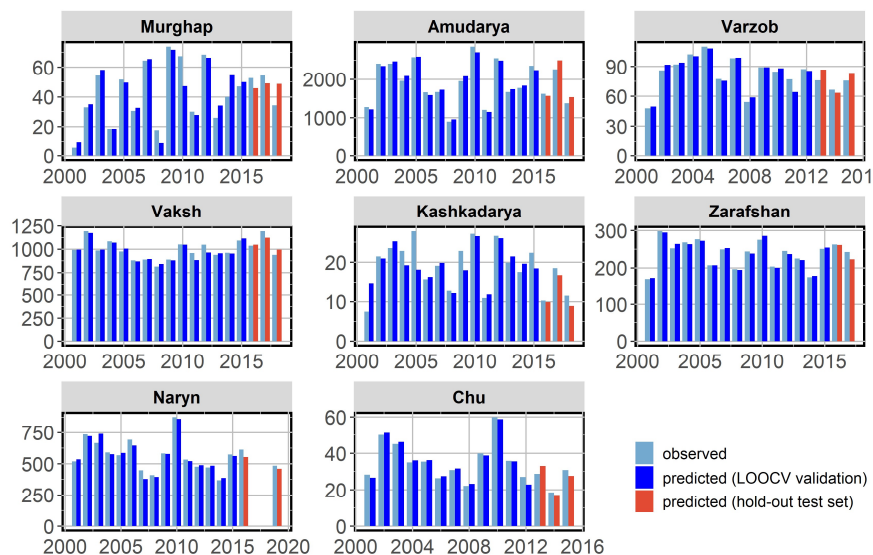 Murghap
Amudarya
Varzob
60
40
20
0
2000 2005 2010 2015
2000
1000
0
2000 2005 2010 2015
90
60
30
0
2000 2004 2008 2012 201
Vaksh
Kashkadarya
Zarafshan
1250
1000
750
500
250
0
2000 2005 2010 2015
20
10
0
2000 2005 2010 2015
300
200
100
0
2000 2005 2010 2015
Naryn
Chu
750
500
250
0
2000 2005 2010 2015 2020
60
40
20
0
2000 2004 2008 2012 2016
observed
predicted (LOOCV validation)
predicted (hold-out test set)